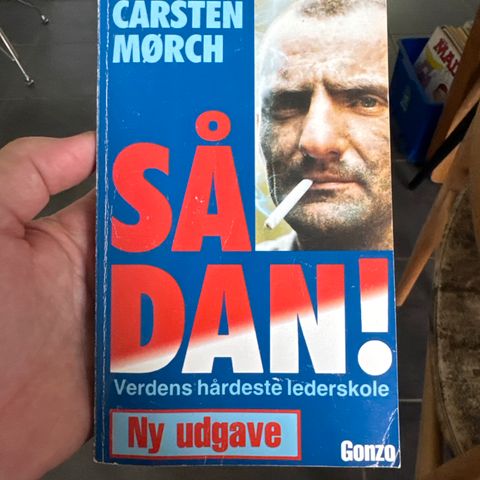 CARSTEN
MØRCH
SÅ
DAN!
Verdens hårdeste lederskole
Ny udgave
Gonzo